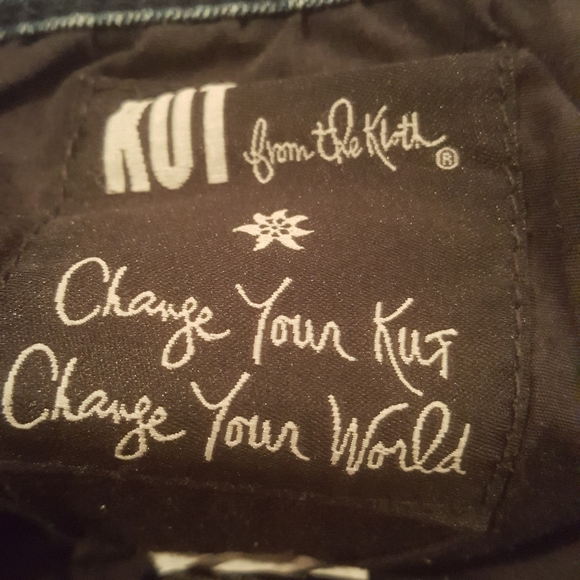 KUT from the Kloth®
Change Your Kut
Change Your World